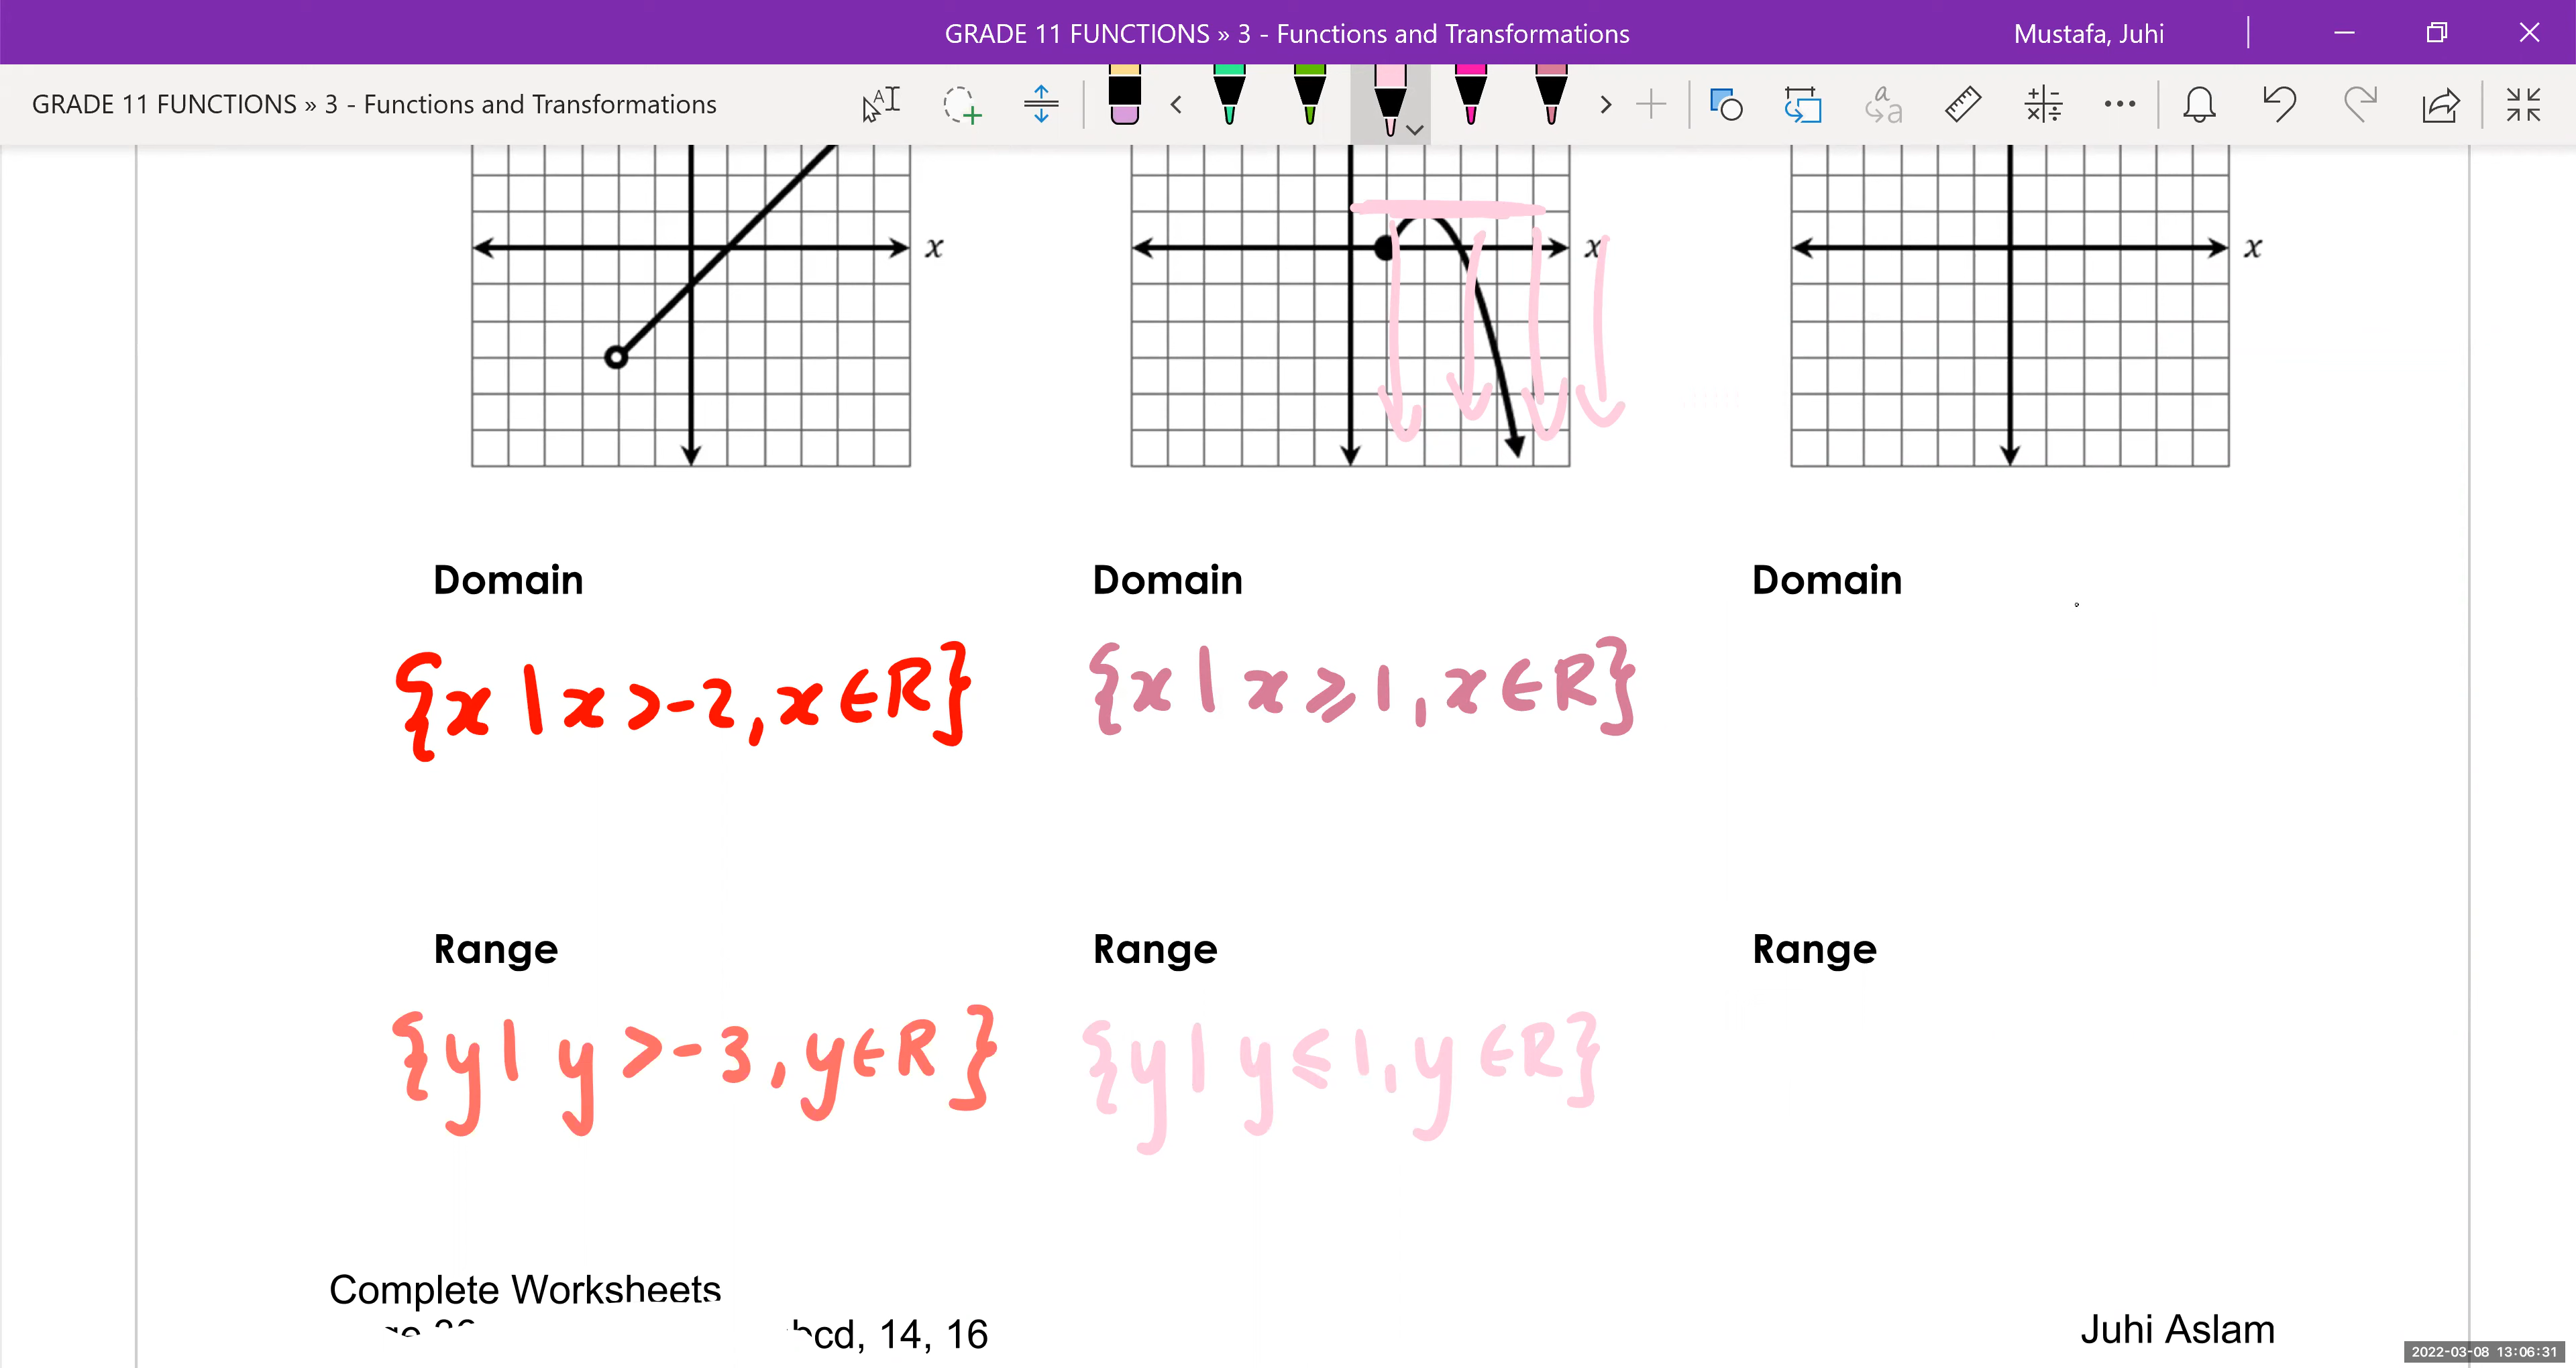 GRADE 11 FUNCTIONS » 3 - Functions and Transformations
Mustafa, Juhi
GRADE 11 FUNCTIONS » 3 - Functions and Transformations
x x x
Domain Domain Domain
{x | x > -2, x ∈ R} {x | x ⩾ 1, x ∈ R}
Range Range Range
{y | y > -3, y ∈ R} {y | y ≤ 1, y ∈ R}
Complete Worksheets
cd, 14, 16
Juhi Aslam
2022-03-08 13:06:31